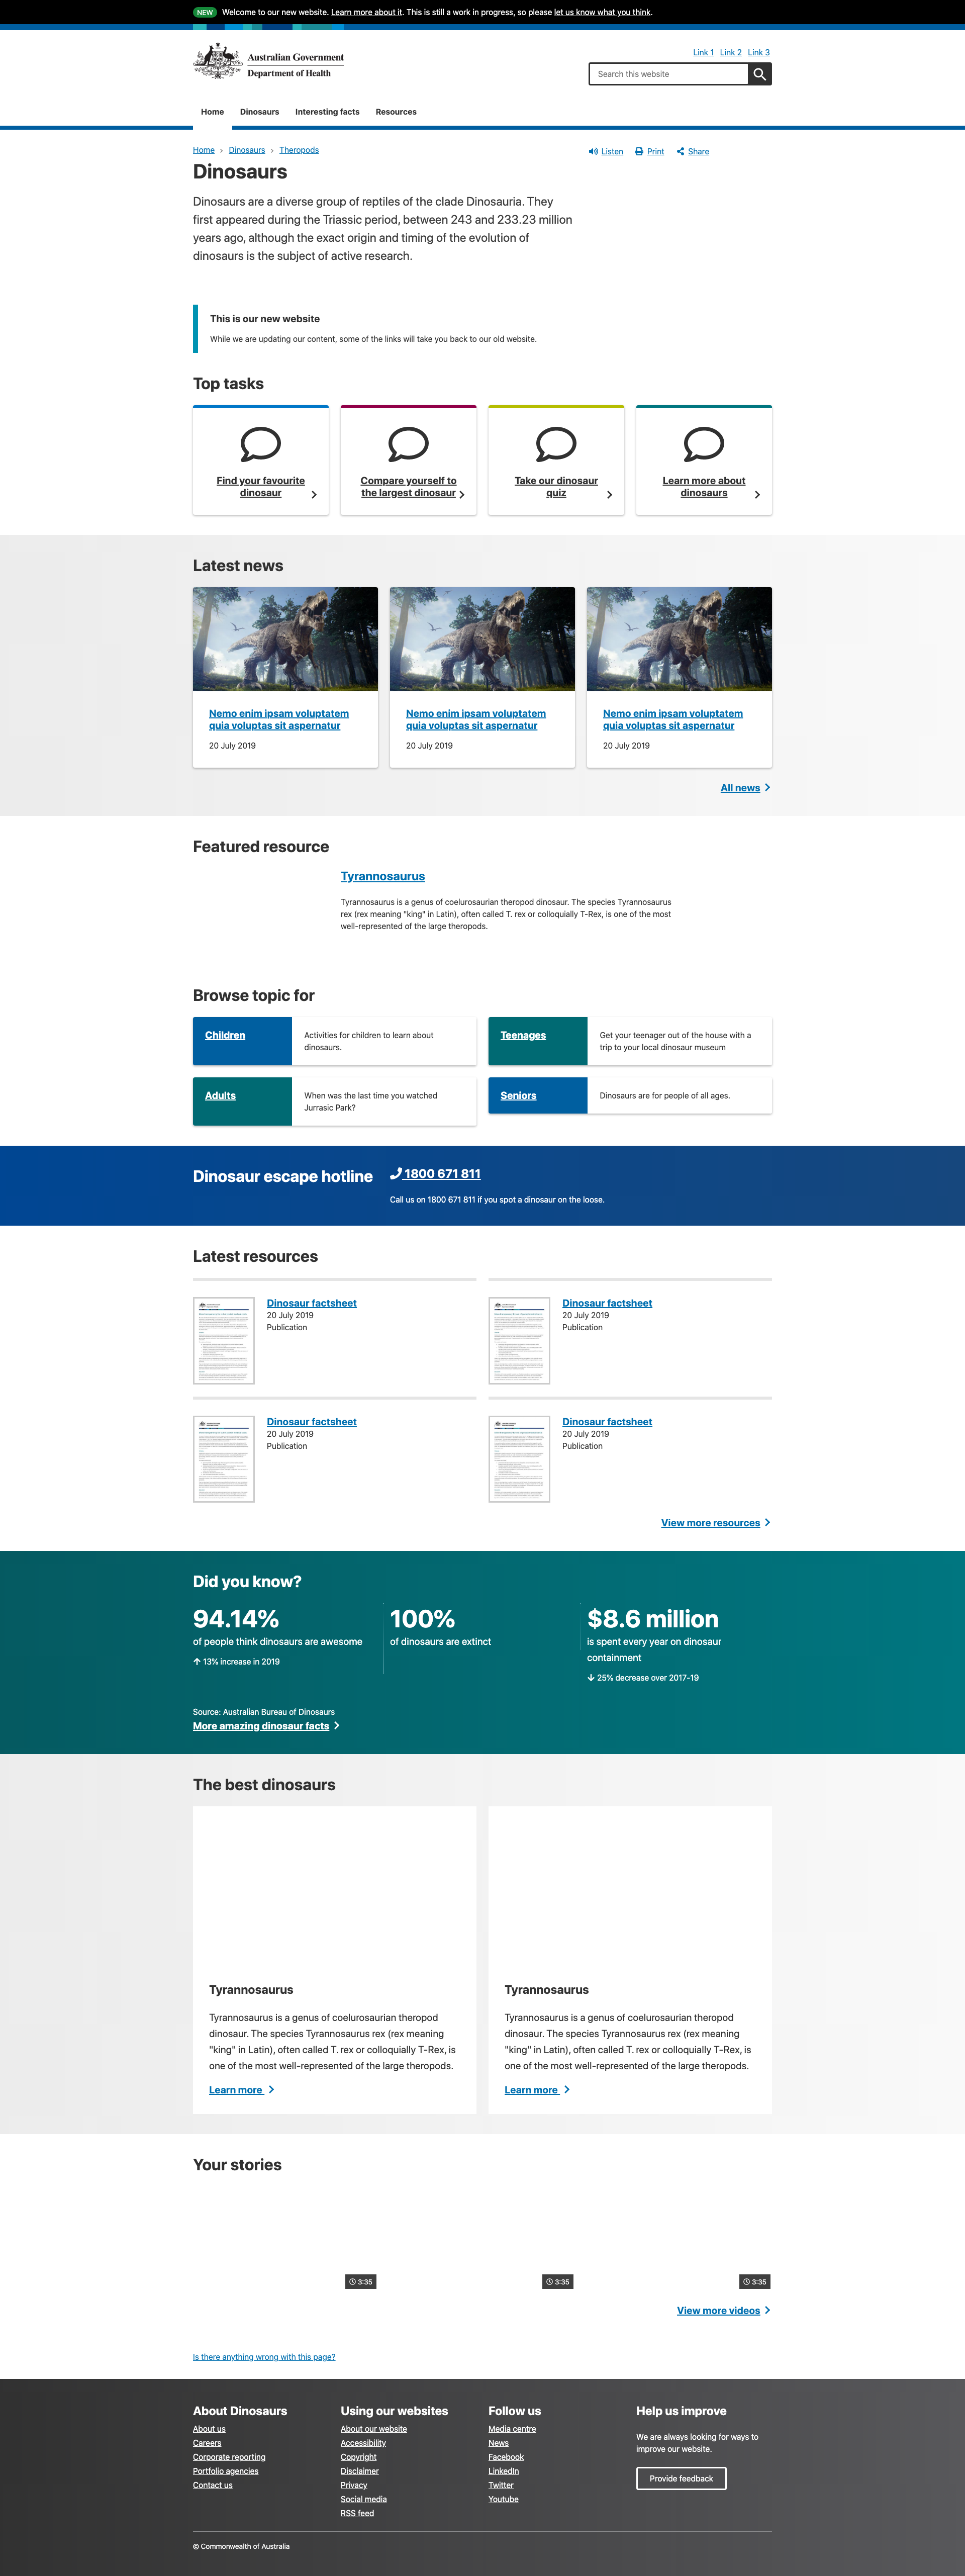 NEW Welcome to our new website. Learn more about it. This is still a work in progress, so please let us know what you think.
Australian Government
Department of Health
Link 1 Link 2 Link 3
Search this website
Home Dinosaurs Interesting facts Resources
Home › Dinosaurs › Theropods
Listen Print Share
Dinosaurs
Dinosaurs are a diverse group of reptiles of the clade Dinosauria. They
first appeared during the Triassic period, between 243 and 233.23 million
years ago, although the exact origin and timing of the evolution of
dinosaurs is the subject of active research.
This is our new website
While we are updating our content, some of the links will take you back to our old website.
Top tasks
Find your favourite
dinosaur
Compare yourself to
the largest dinosaur
Take our dinosaur
quiz
Learn more about
dinosaurs
Latest news
Nemo enim ipsam voluptatem
quia voluptas sit aspernatur
20 July 2019
Nemo enim ipsam voluptatem
quia voluptas sit aspernatur
20 July 2019
Nemo enim ipsam voluptatem
quia voluptas sit aspernatur
20 July 2019
All news
Featured resource
Tyrannosaurus
Tyrannosaurus is a genus of coelurosaurian theropod dinosaur. The species Tyrannosaurus
rex (rex meaning "king" in Latin), often called T. rex or colloquially T-Rex, is one of the most
well-represented of the large theropods.
Browse topic for
Children
Activities for children to learn about
dinosaurs.
Teenages
Get your teenager out of the house with a
trip to your local dinosaur museum
Adults
When was the last time you watched
Jurrasic Park?
Seniors
Dinosaurs are for people of all ages.
Dinosaur escape hotline
1800 671 811
Call us on 1800 671 811 if you spot a dinosaur on the loose.
Latest resources
Dinosaur factsheet
20 July 2019
Publication
Dinosaur factsheet
20 July 2019
Publication
Dinosaur factsheet
20 July 2019
Publication
Dinosaur factsheet
20 July 2019
Publication
View more resources
Did you know?
94.14%
of people think dinosaurs are awesome
13% increase in 2019
100%
of dinosaurs are extinct
$8.6 million
is spent every year on dinosaur
containment
25% decrease over 2017-19
Source: Australian Bureau of Dinosaurs
More amazing dinosaur facts
The best dinosaurs
Tyrannosaurus
Tyrannosaurus is a genus of coelurosaurian theropod
dinosaur. The species Tyrannosaurus rex (rex meaning
"king" in Latin), often called T. rex or colloquially T-Rex, is
one of the most well-represented of the large theropods.
Learn more
Tyrannosaurus
Tyrannosaurus is a genus of coelurosaurian theropod
dinosaur. The species Tyrannosaurus rex (rex meaning
"king" in Latin), often called T. rex or colloquially T-Rex, is
one of the most well-represented of the large theropods.
Learn more
Your stories
3:35
3:35
3:35
View more videos
Is there anything wrong with this page?
About Dinosaurs
About us
Careers
Corporate reporting
Portfolio agencies
Contact us
Using our websites
About our website
Accessibility
Copyright
Disclaimer
Privacy
Social media
RSS feed
Follow us
Media centre
News
Facebook
LinkedIn
Twitter
Youtube
Help us improve
We are always looking for ways to
improve our website.
Provide feedback
© Commonwealth of Australia